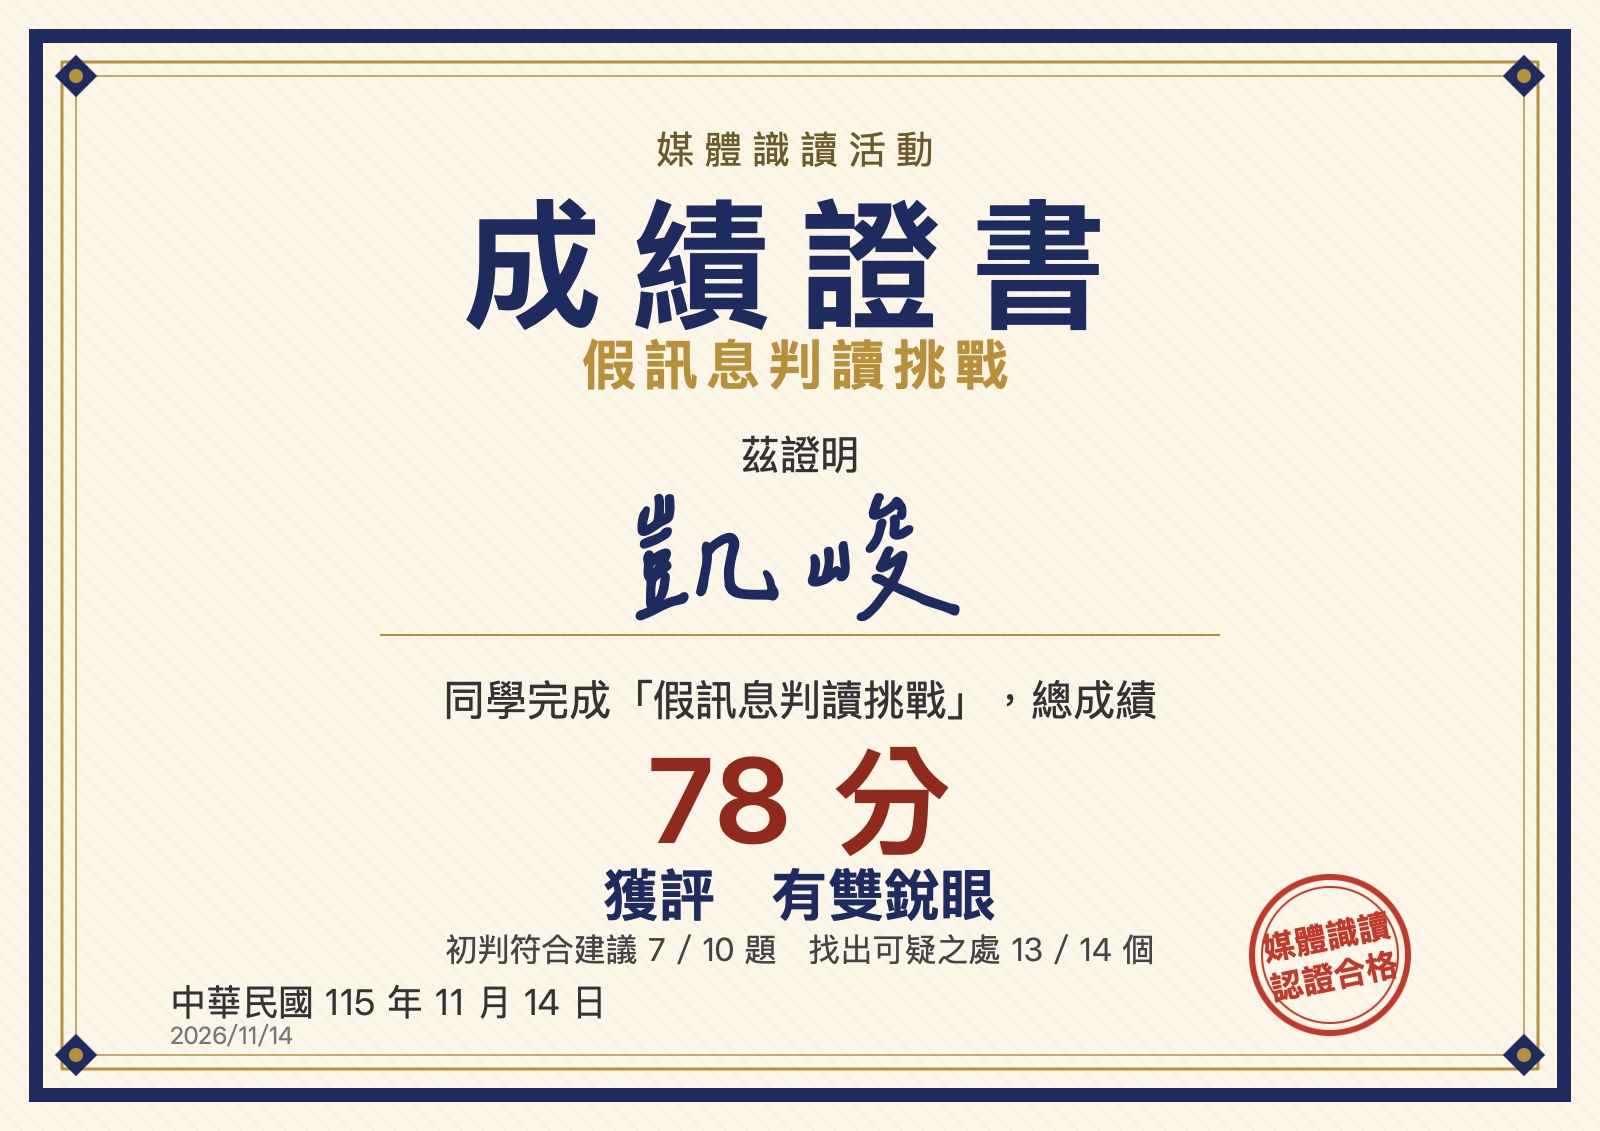 媒體識讀活動
成績證書
假訊息判讀挑戰
茲證明
凱峻
同學完成「假訊息判讀挑戰」，總成績
78 分
獲評　有雙銳眼
初判符合建議 7 / 10 題　找出可疑之處 13 / 14 個
媒體識讀
認證合格
中華民國 115 年 11 月 14 日
2026/11/14